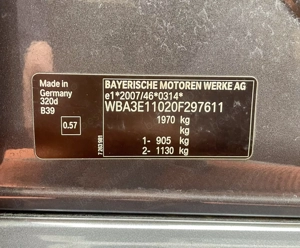 Made in
Germany
320d
B39
0.57
BAYERISCHE MOTOREN WERKE AG
e1*2007/46*0314*
WBA3E11020F297611
1970 kg
kg
1- 905 kg
2- 1130 kg